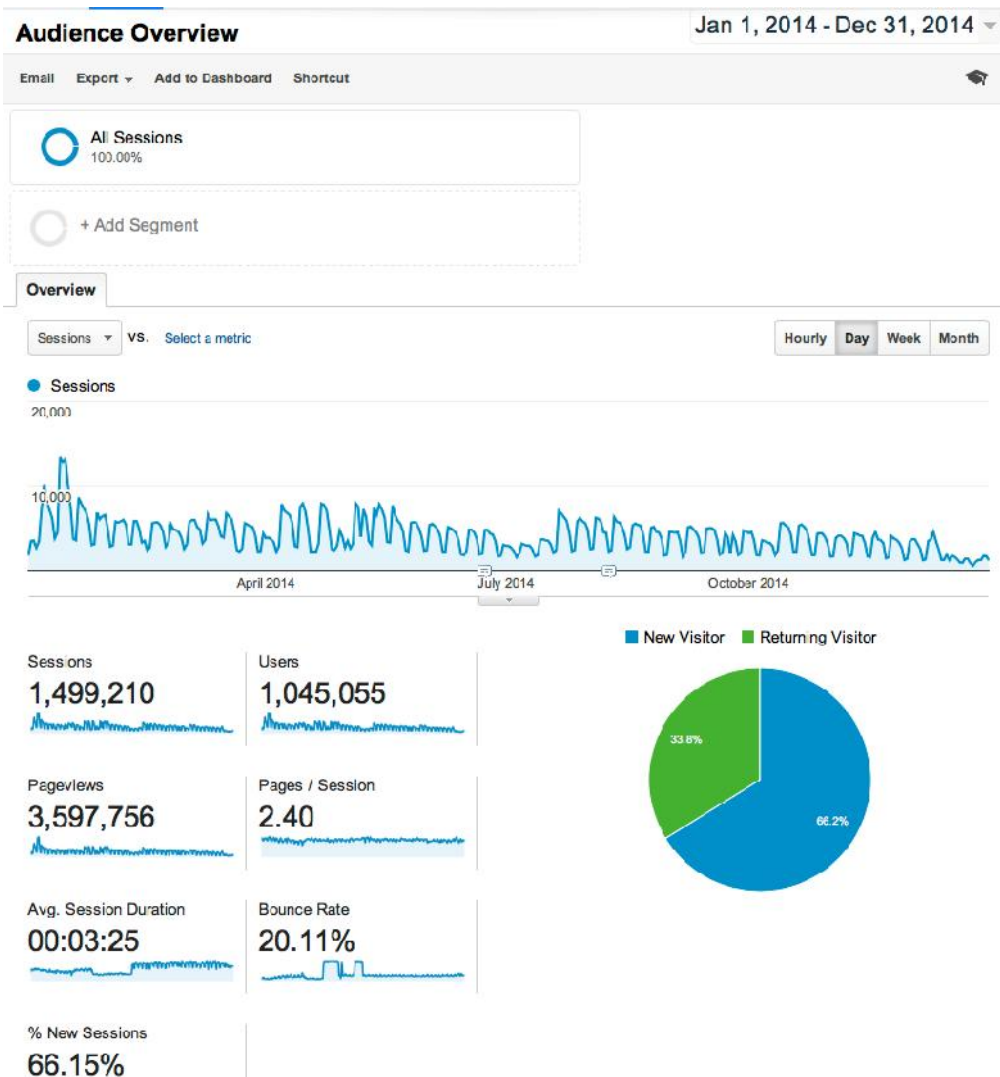 Audience Overview
Jan 1, 2014 - Dec 31, 2014
Email Export Add to Dashboard Shortcut
All Sessions
100.00%
+ Add Segment
Overview
Sessions VS. Select a metric
Hourly Day Week Month
Sessions
20,000
10,000
April 2014 July 2014 October 2014
New Visitor Returning Visitor
Sessions
1,499,210
Users
1,045,055
Pageviews
3,597,756
Pages / Session
2.40
33.8%
66.2%
Avg. Session Duration
00:03:25
Bounce Rate
20.11%
% New Sessions
66.15%